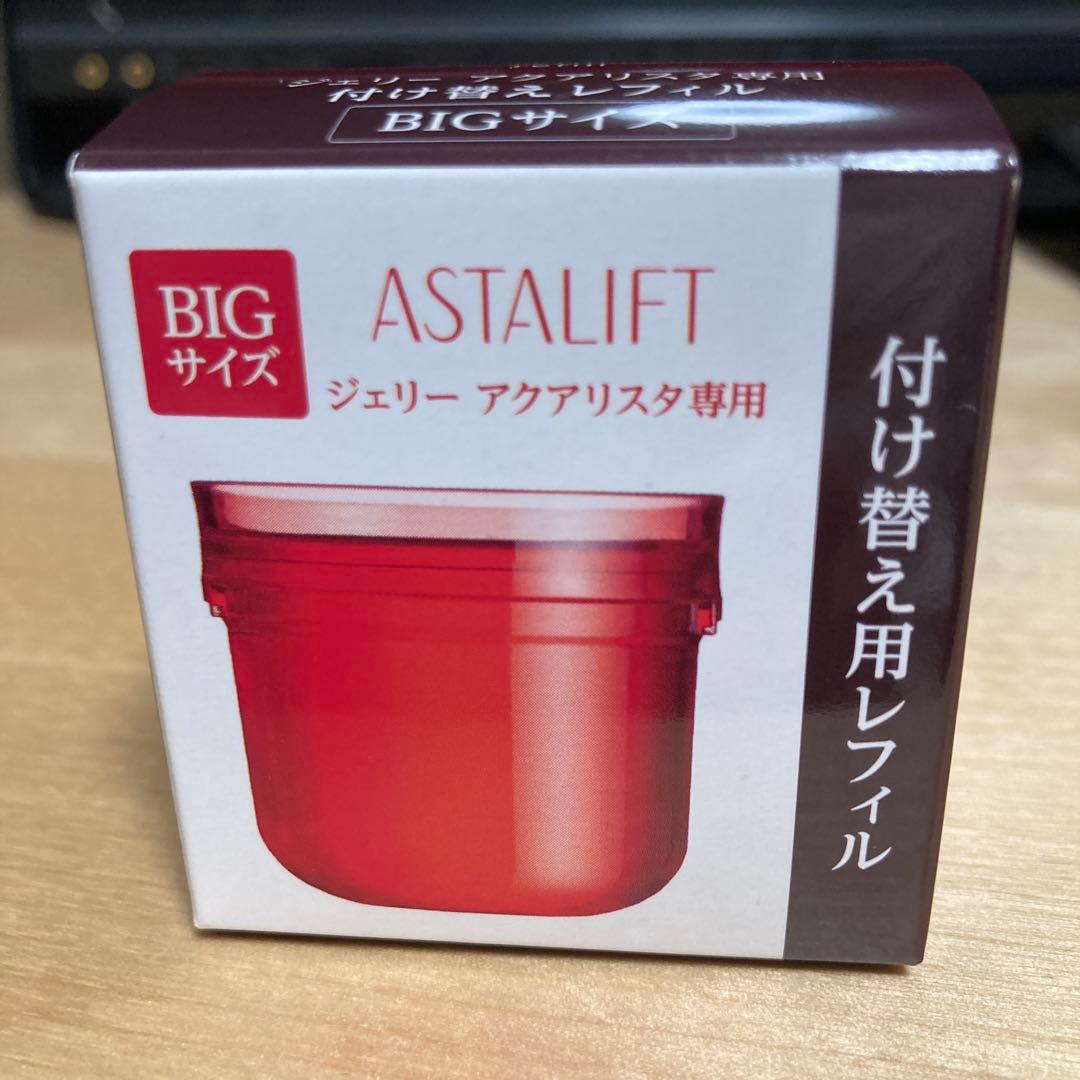 ジェリー アクアリスタ専用
付け替えレフィル
BIGサイズ
BIG
サイズ
ASTALIFT
ジェリー アクアリスタ専用
付け替え用レフィル